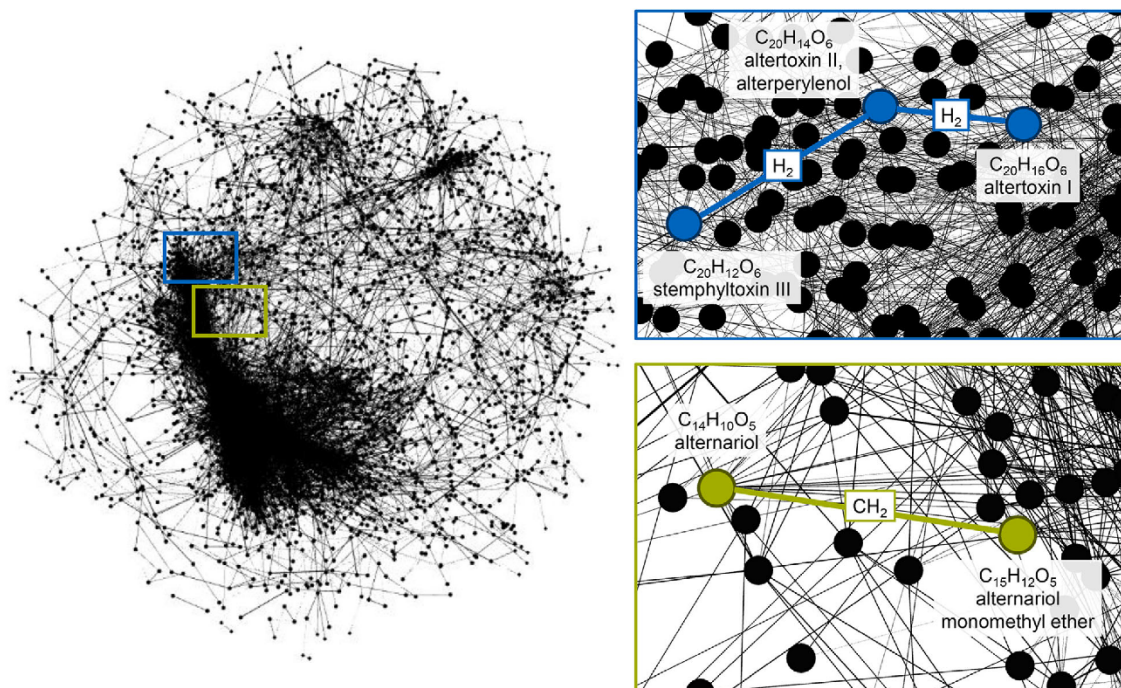 C₂₀H₁₄O₆
altertoxin II,
alterperylenol
H₂
H₂
C₂₀H₁₆O₆
altertoxin I
C₂₀H₁₂O₆
stemphyltoxin III
C₁₄H₁₀O₅
alternariol
CH₂
C₁₅H₁₂O₅
alternariol
monomethyl ether